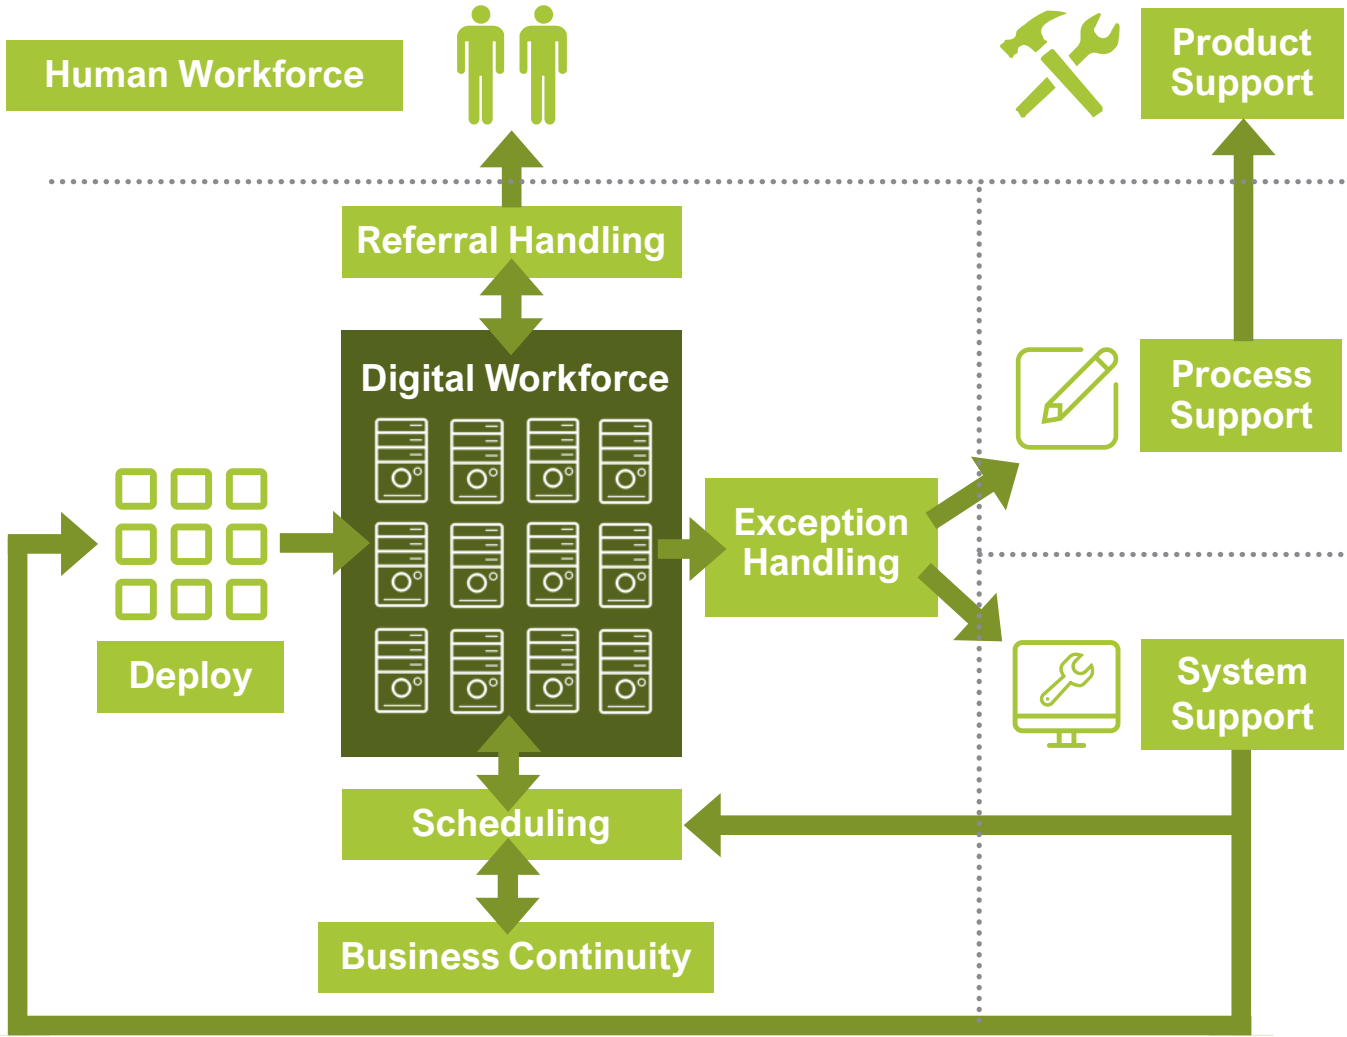 Human Workforce
Product
Support
Referral Handling
Digital Workforce
Process
Support
Exception
Handling
Deploy
System
Support
Scheduling
Business Continuity